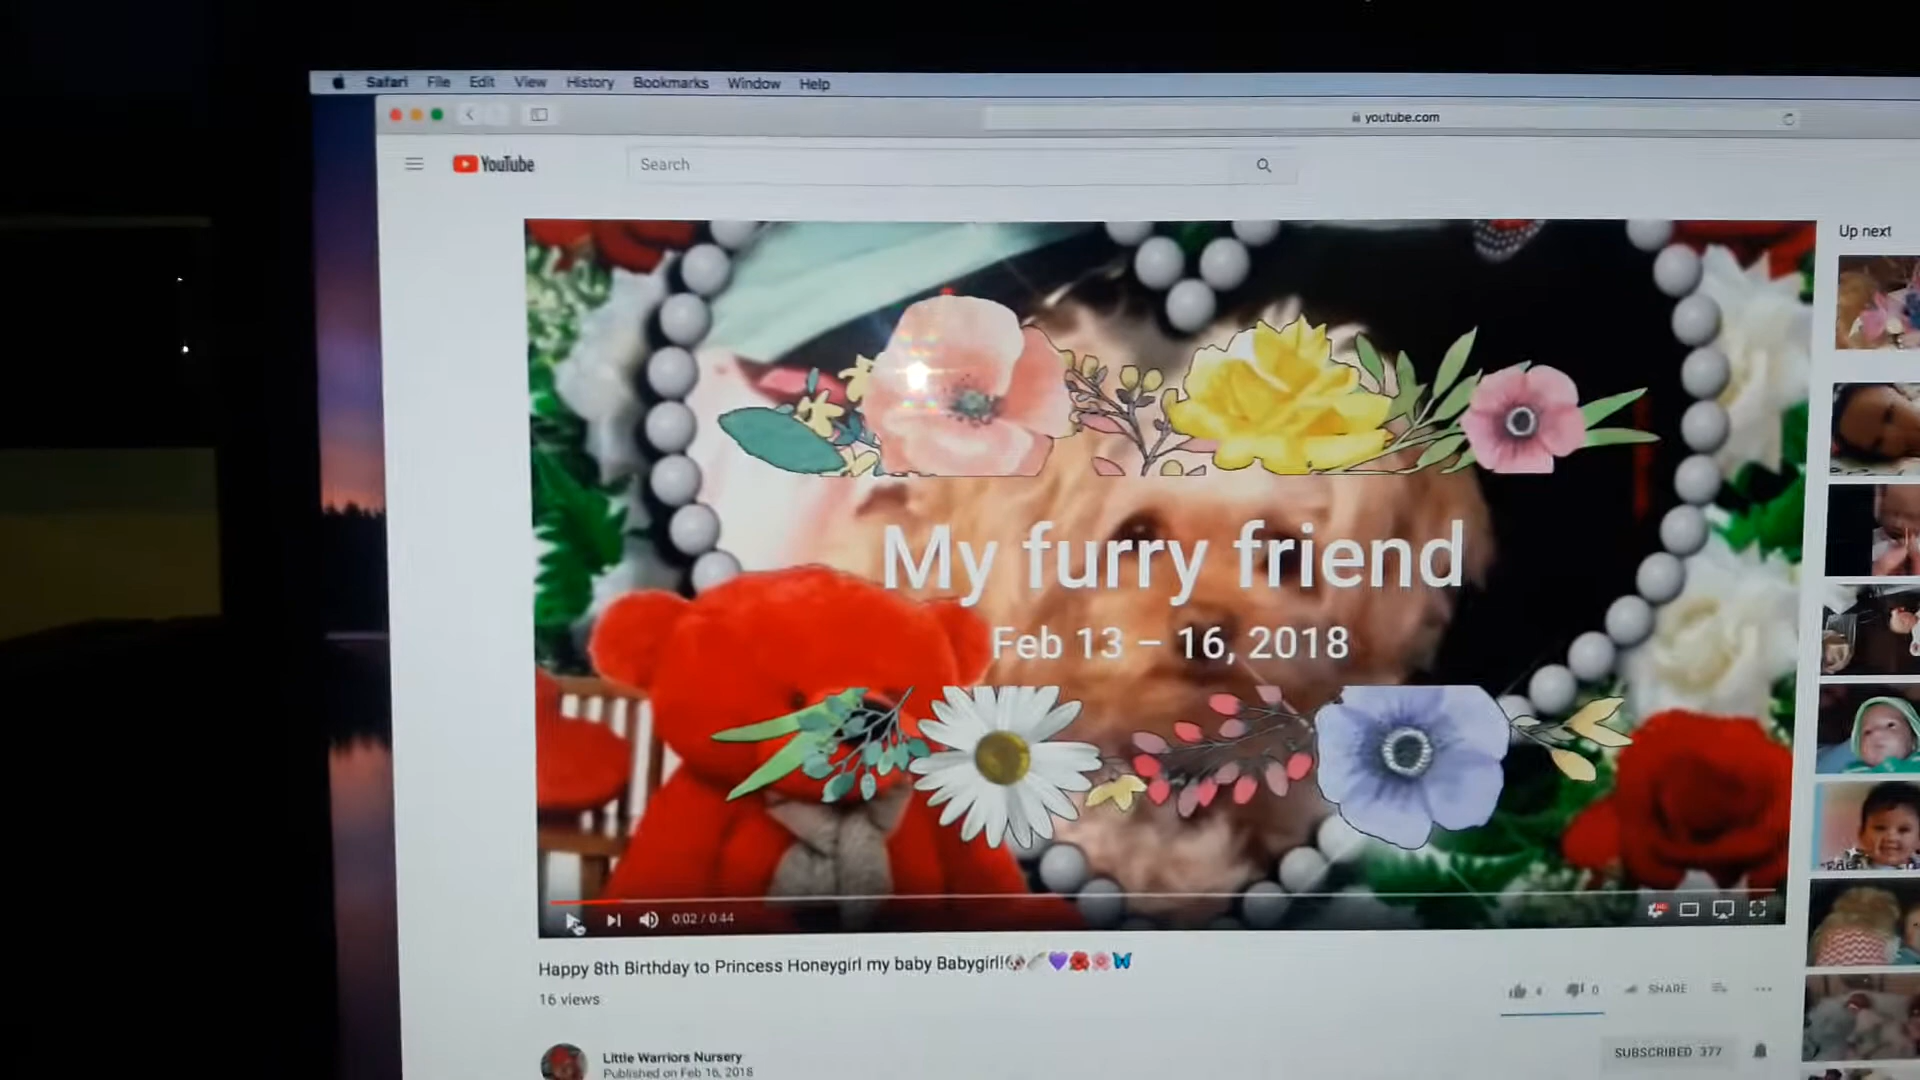 Safari File Edit View History Bookmarks Window Help
youtube.com
YouTube
Search
Up next
My furry friend
Feb 13 – 16, 2018
0:02 / 0:44
Happy 8th Birthday to Princess Honeygirl my baby Babygirl!
16 views
4 0 SHARE
Little Warriors Nursery
Published on Feb 16, 2018
SUBSCRIBED 377